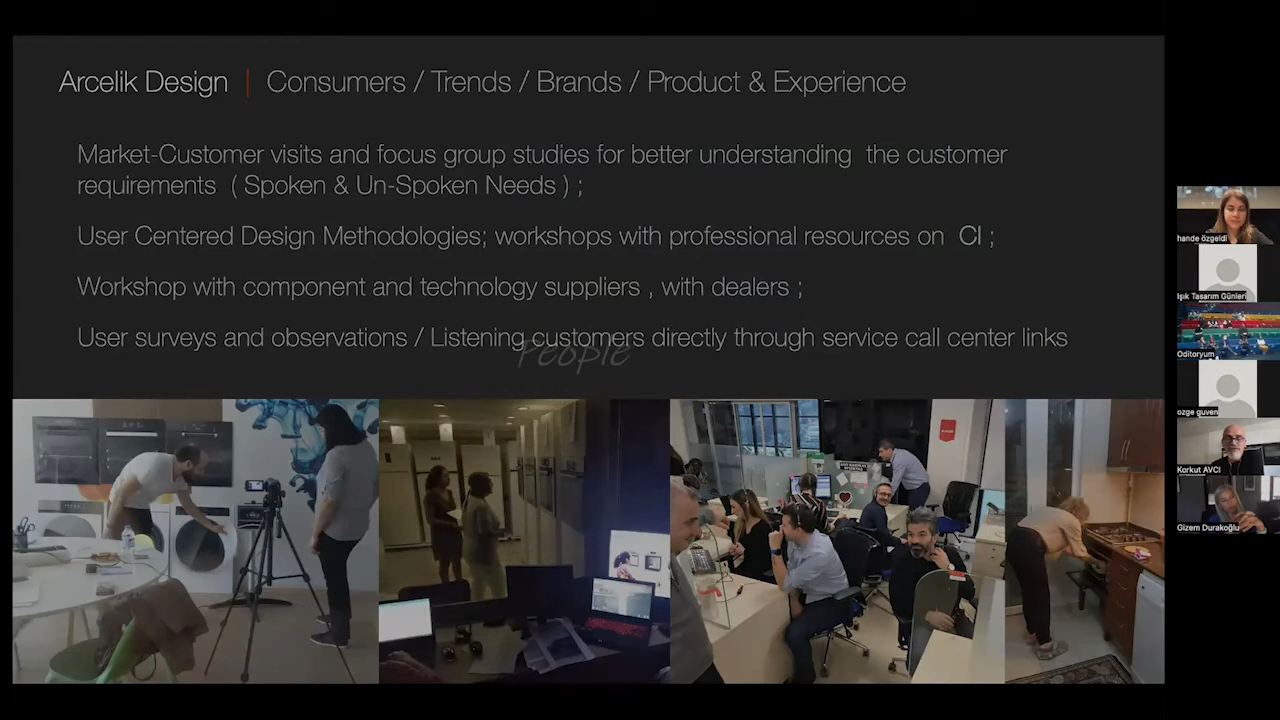 Arcelik Design | Consumers / Trends / Brands / Product & Experience
Market-Customer visits and focus group studies for better understanding the customer
requirements ( Spoken & Un-Spoken Needs ) ;
User Centered Design Methodologies; workshops with professional resources on CI ;
Workshop with component and technology suppliers , with dealers ;
User surveys and observations / Listening customers directly through service call center links
People
hande özgeldi
Işık Tasarım Günleri
Oditoryum
ozge guven
Korkut AVCI
Gizem Durakoğlu